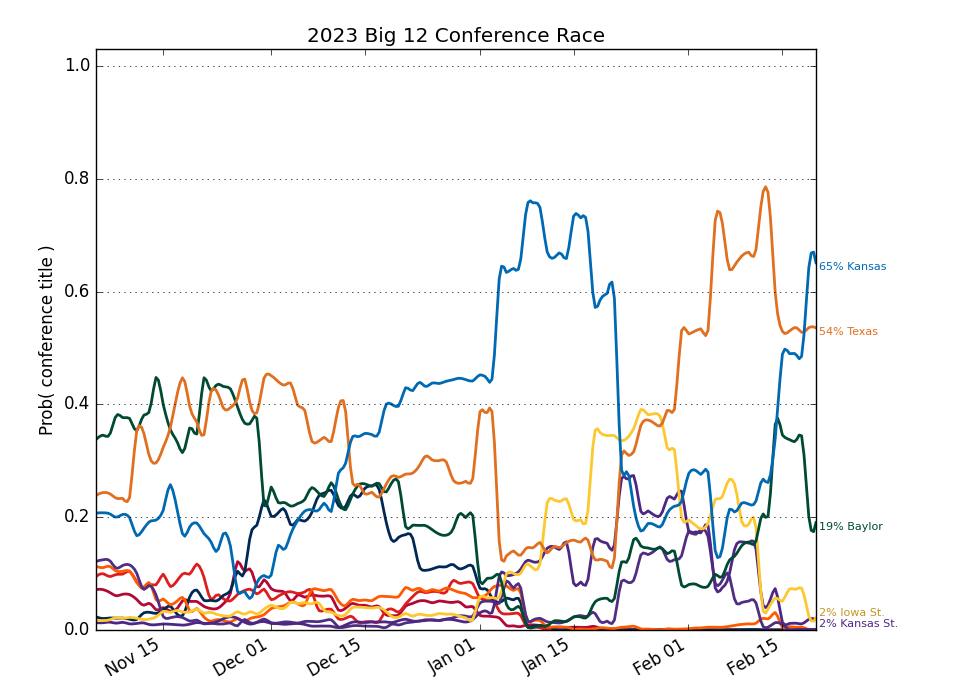 2023 Big 12 Conference Race
Prob( conference title )
1.0
0.8
0.6
0.4
0.2
0.0
Nov 15
Dec 01
Dec 15
Jan 01
Jan 15
Feb 01
Feb 15
65% Kansas
54% Texas
19% Baylor
2% Iowa St.
2% Kansas St.